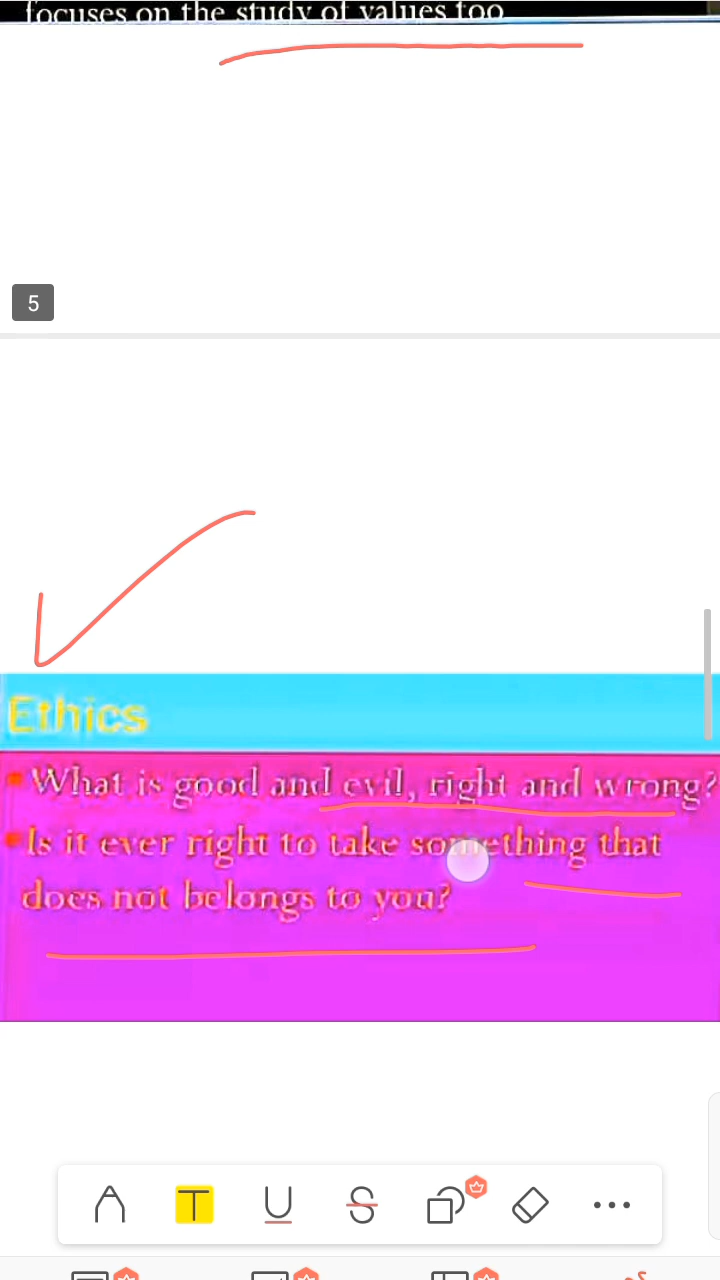 focuses on the study of values too
5
Ethics
What is good and evil, right and wrong?
Is it ever right to take something that
does not belongs to you?